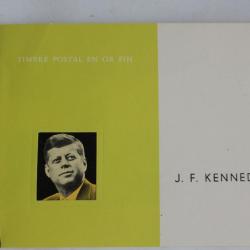 TIMBRE POSTAL EN OR FIN
J. F. KENNED